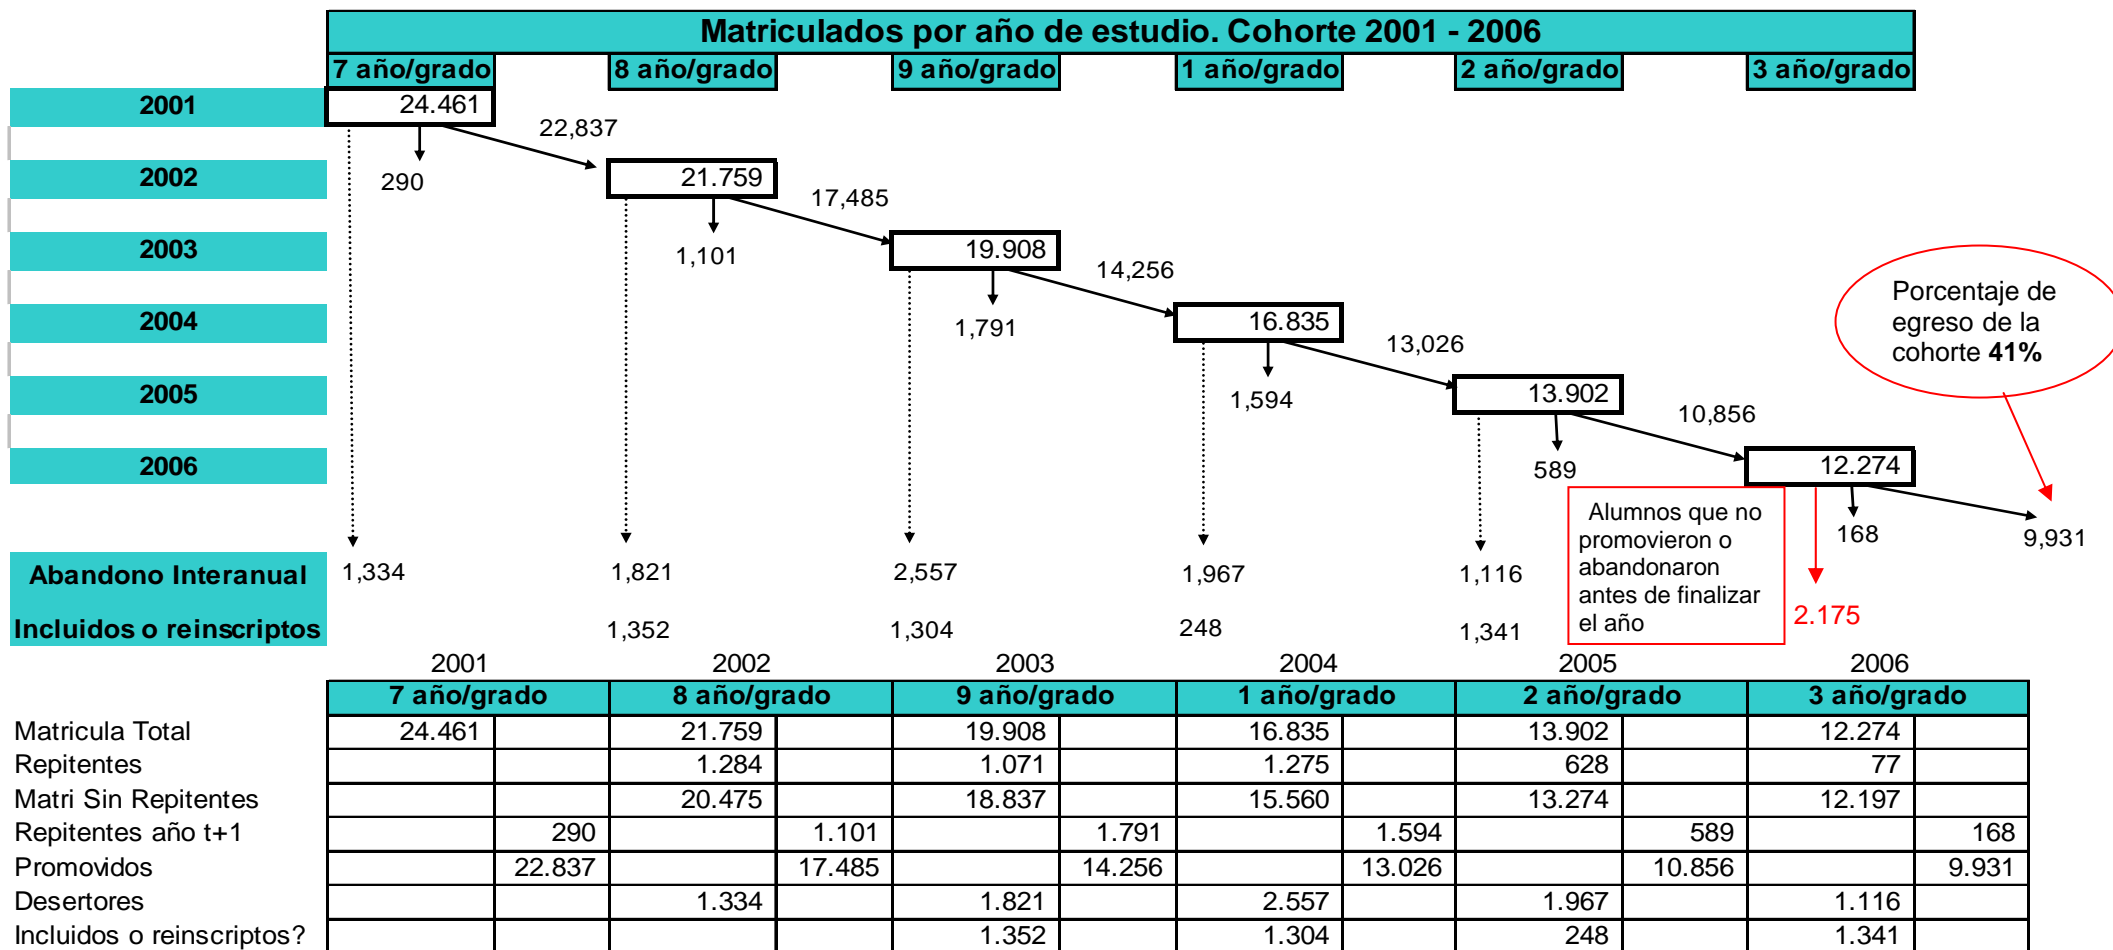 Matriculados por año de estudio. Cohorte 2001 - 2006
7 año/grado 8 año/grado 9 año/grado 1 año/grado 2 año/grado 3 año/grado
2001 24.461
22,837
2002 290 21.759
17,485
2003 1,101 19.908
14,256
Porcentaje de
egreso de la
cohorte 41%
2004 1,791 16.835
13,026
2005 1,594 13.902
10,856
2006 589 12.274
168 9,931
Alumnos que no
promovieron o
abandonaron
antes de finalizar
el año
2.175
Abandono Interanual 1,334 1,821 2,557 1,967 1,116
Incluidos o reinscriptos 1,352 1,304 248 1,341
2001 2002 2003 2004 2005 2006
7 año/grado 8 año/grado 9 año/grado 1 año/grado 2 año/grado 3 año/grado
Matricula Total 24.461 21.759 19.908 16.835 13.902 12.274
Repitentes 1.284 1.071 1.275 628 77
Matri Sin Repitentes 20.475 18.837 15.560 13.274 12.197
Repitentes año t+1 290 1.101 1.791 1.594 589 168
Promovidos 22.837 17.485 14.256 13.026 10.856 9.931
Desertores 1.334 1.821 2.557 1.967 1.116
Incluidos o reinscriptos? 1.352 1.304 248 1.341